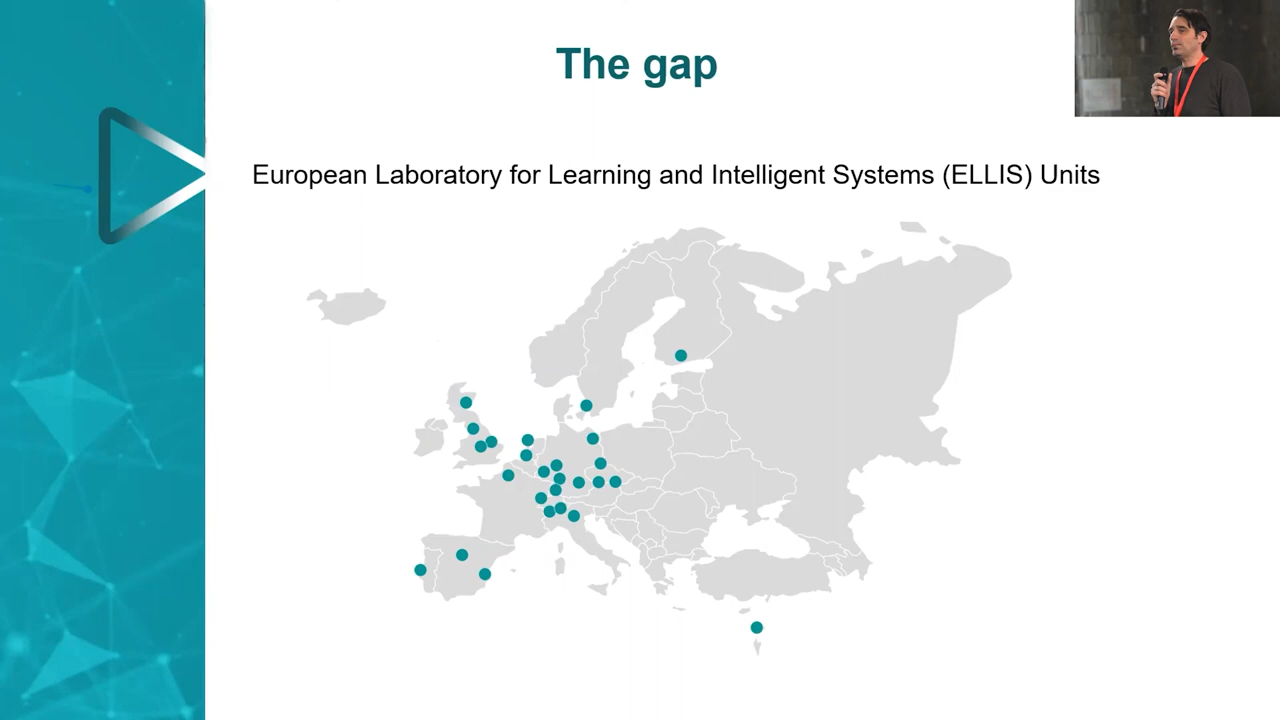 The gap
European Laboratory for Learning and Intelligent Systems (ELLIS) Units